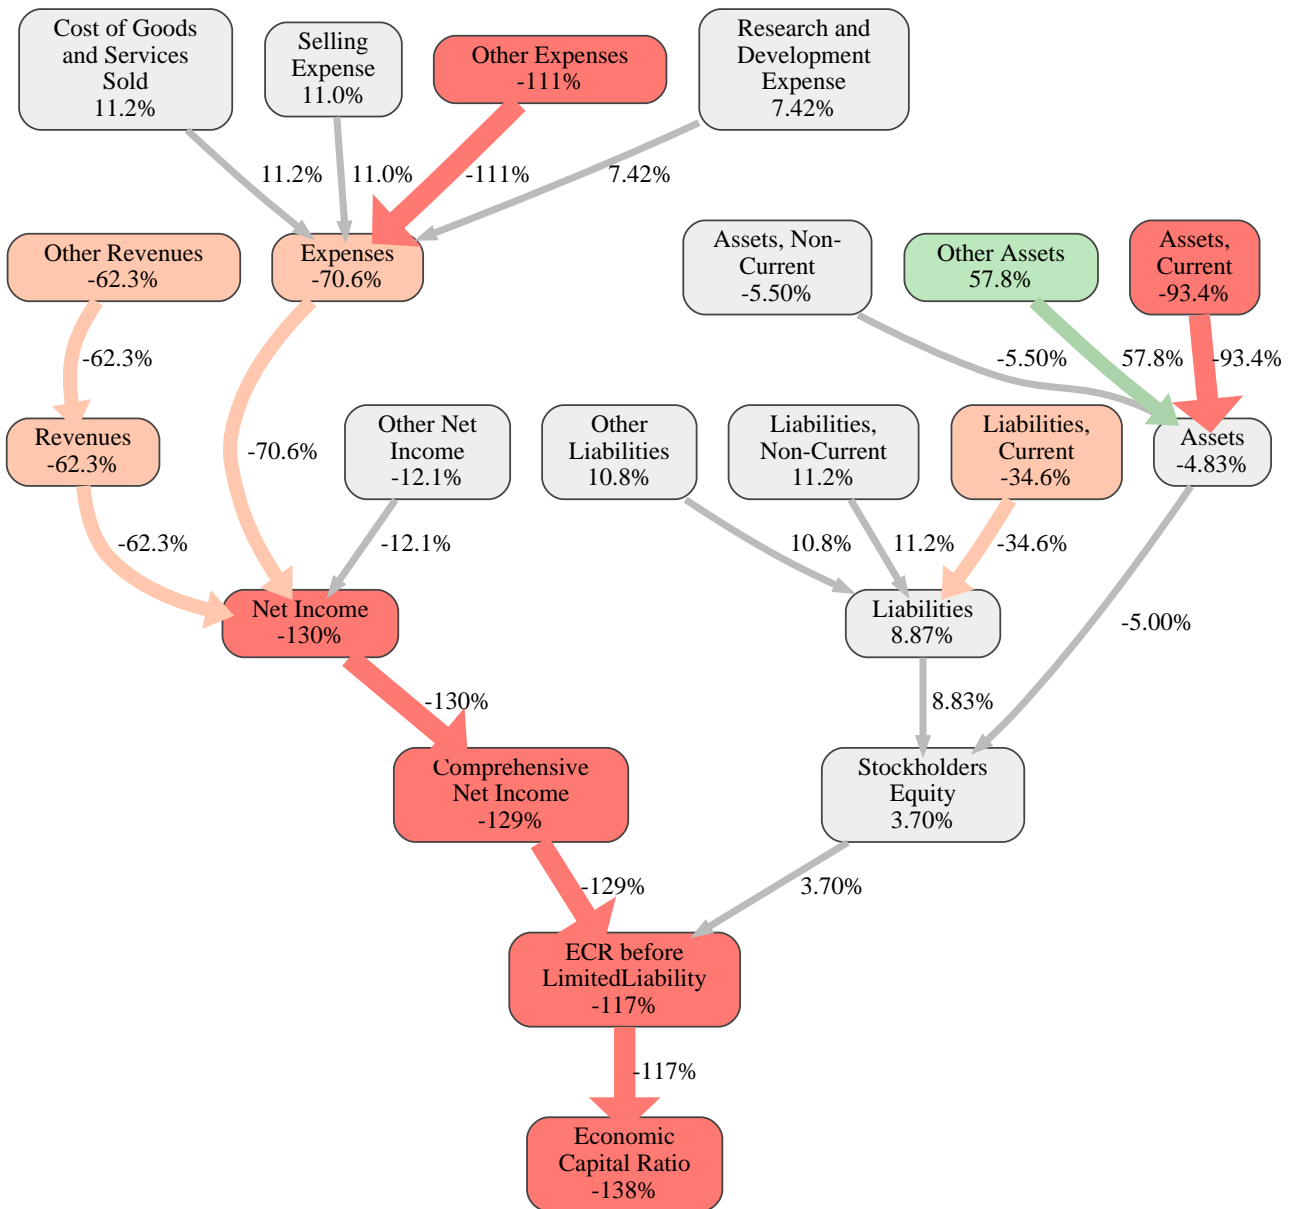 Cost of Goods
and Services
Sold
11.2%
Selling
Expense
11.0%
Other Expenses
-111%
Research and
Development
Expense
7.42%
11.2%
11.0%
-111%
7.42%
Other Revenues
-62.3%
Expenses
-70.6%
Assets, Non-
Current
-5.50%
Other Assets
57.8%
Assets,
Current
-93.4%
-62.3%
-5.50%
57.8%
-93.4%
Revenues
-62.3%
-70.6%
Other Net
Income
-12.1%
Other
Liabilities
10.8%
Liabilities,
Non-Current
11.2%
Liabilities,
Current
-34.6%
Assets
-4.83%
-62.3%
-12.1%
10.8%
11.2%
-34.6%
Net Income
-130%
Liabilities
8.87%
-5.00%
-130%
8.83%
Comprehensive
Net Income
-129%
Stockholders
Equity
3.70%
-129%
3.70%
ECR before
LimitedLiability
-117%
-117%
Economic
Capital Ratio
-138%